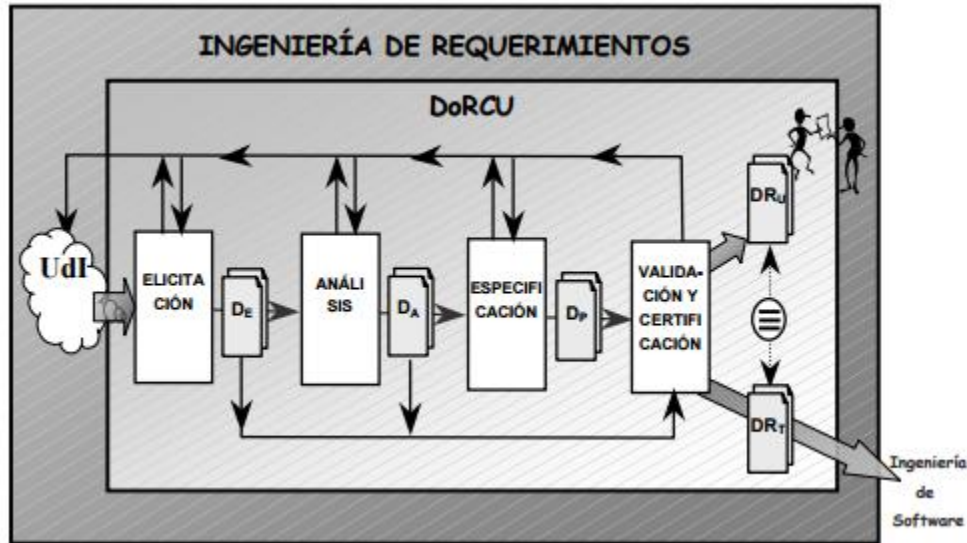 INGENIERÍA DE REQUERIMIENTOS
DoRCU
UdI
ELICITA
CIÓN
DE
ANÁLI
SIS
DA
ESPECIFI
CACIÓN
DP
VALIDA-
CIÓN Y
CERTIFI
CACIÓN
DRU
DRT
Ingeniería
de
Software